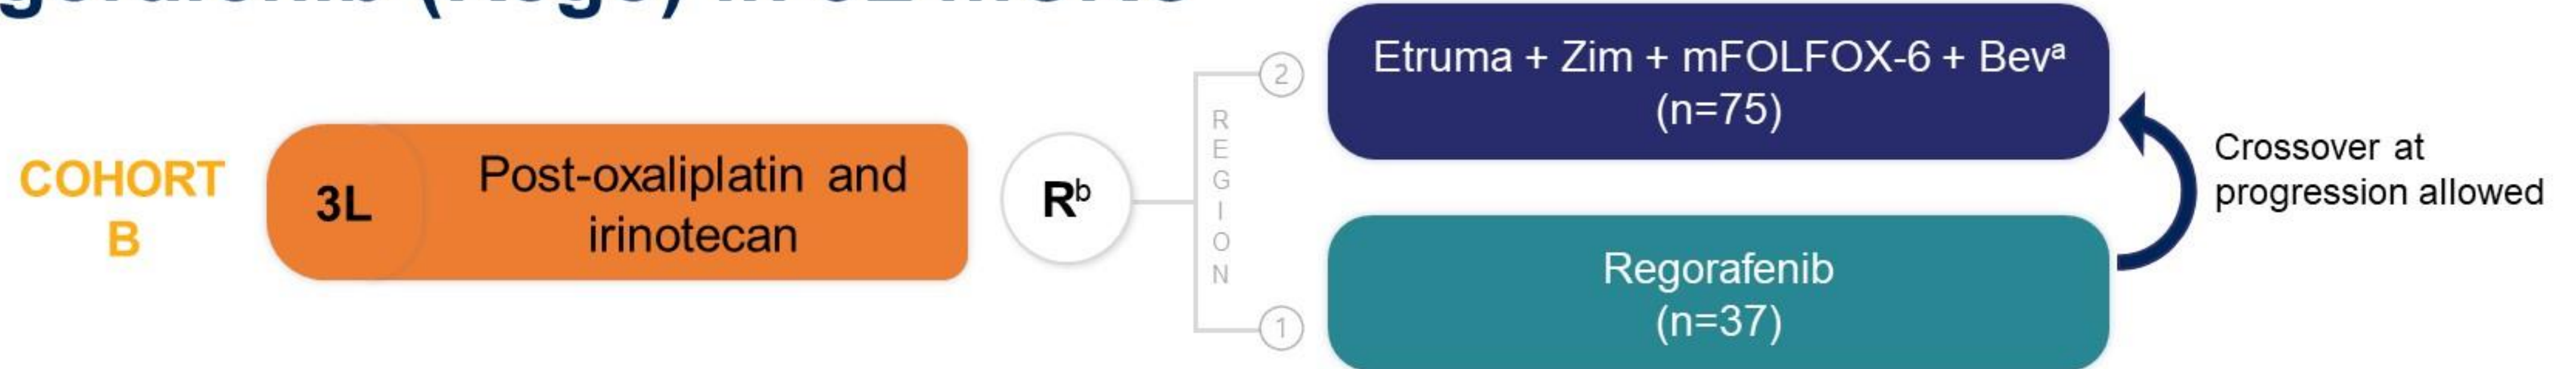 COHORT
B
3L
Post-oxaliplatin and
irinotecan
Rᵇ
REGION
2
Etruma + Zim + mFOLFOX-6 + Bevᵃ
(n=75)
1
Regorafenib
(n=37)
Crossover at
progression allowed